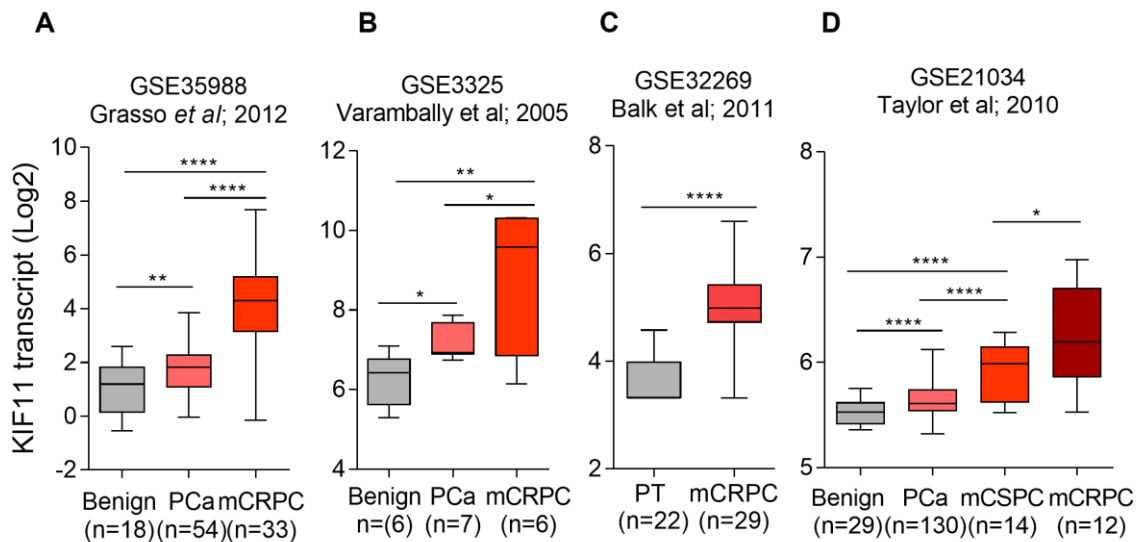 A
GSE35988
Grasso et al; 2012
KIF11 transcript (Log2)
10
8
6
4
2
0
-2
****
****
**
Benign PCa mCRPC
(n=18)(n=54)(n=33)
B
GSE3325
Varambally et al; 2005
12
10
8
6
4
**
*
*
Benign PCa mCRPC
n=(6) (n=7) (n=6)
C
GSE32269
Balk et al; 2011
8
6
4
2
****
PT mCRPC
(n=22) (n=29)
D
GSE21034
Taylor et al; 2010
8
7
6
5
*
****
****
****
Benign PCa mCSPC mCRPC
(n=29) (n=130) (n=14) (n=12)